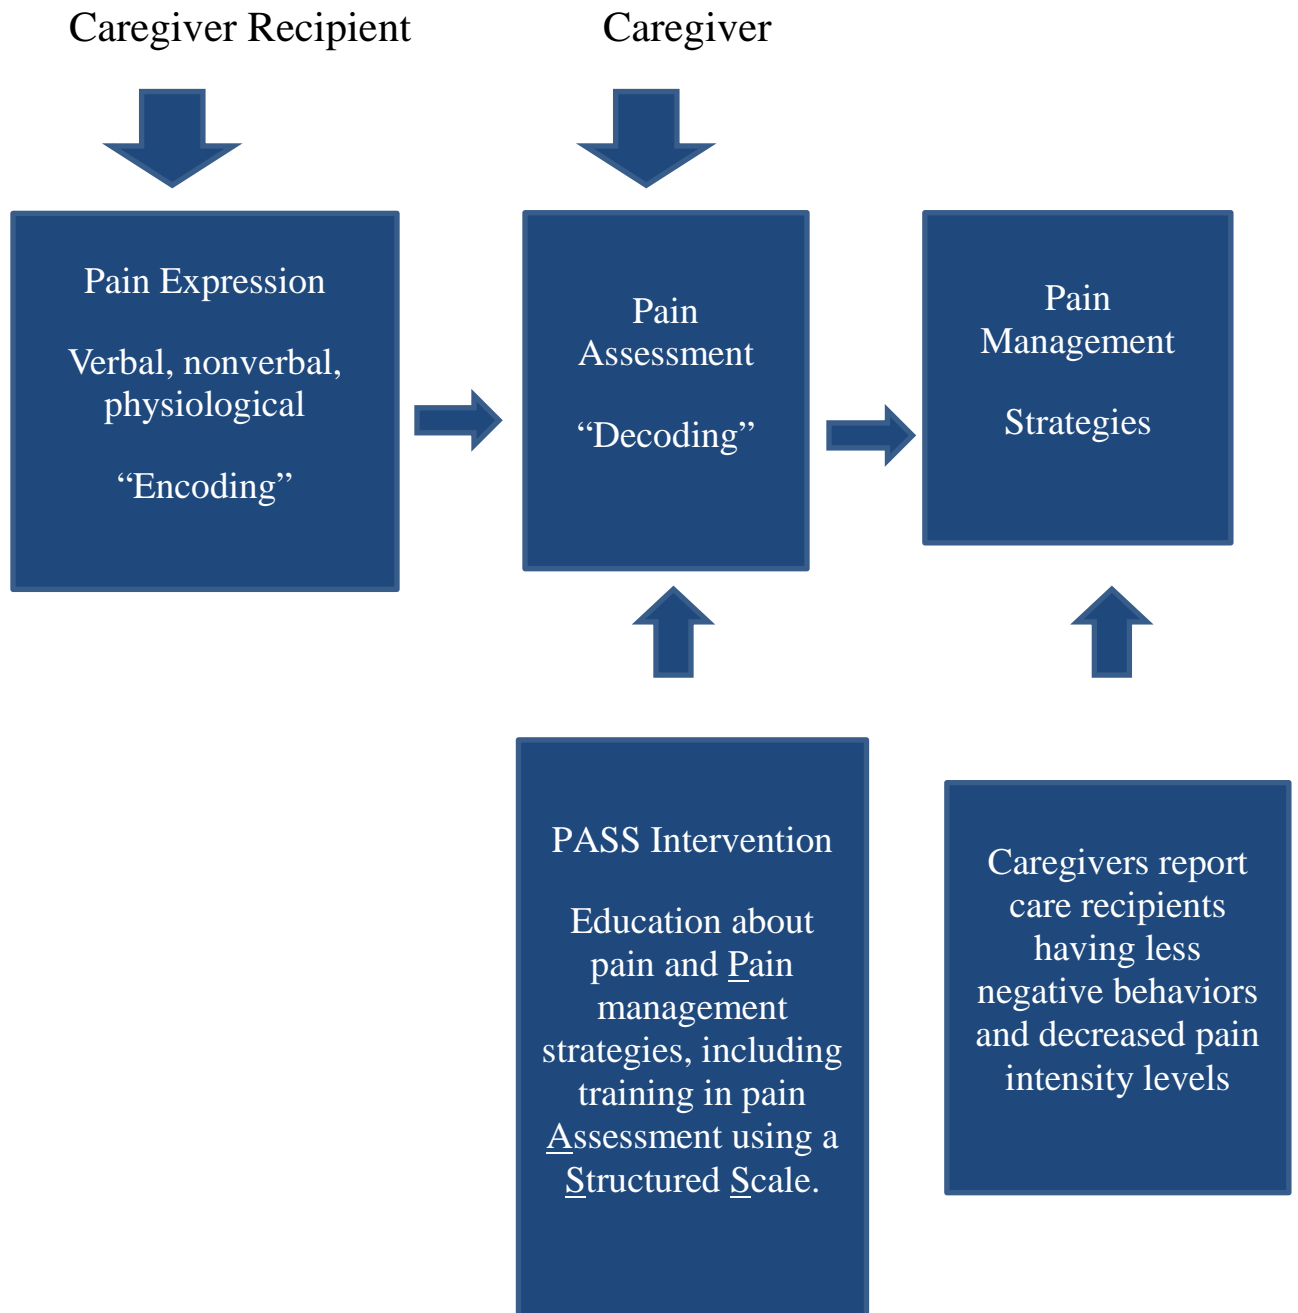 Caregiver Recipient
Caregiver
Pain Expression
Verbal, nonverbal,
physiological
“Encoding”
Pain
Assessment
“Decoding”
Pain
Management
Strategies
PASS Intervention
Education about
pain and Pain
management
strategies, including
training in pain
Assessment using a
Structured Scale.
Caregivers report
care recipients
having less
negative behaviors
and decreased pain
intensity levels